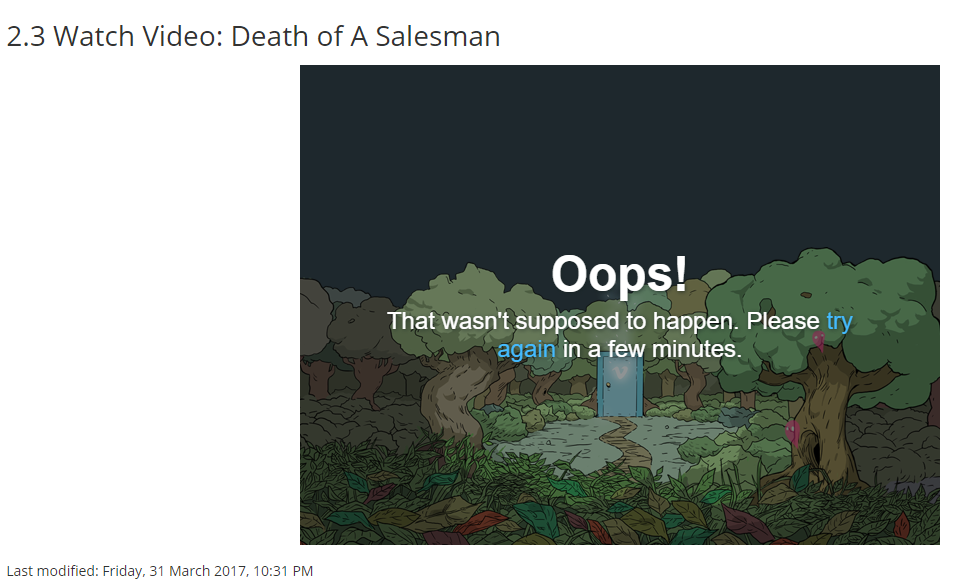 2.3 Watch Video: Death of A Salesman
Oops!
That wasn't supposed to happen. Please try
again in a few minutes.
Last modified: Friday, 31 March 2017, 10:31 PM